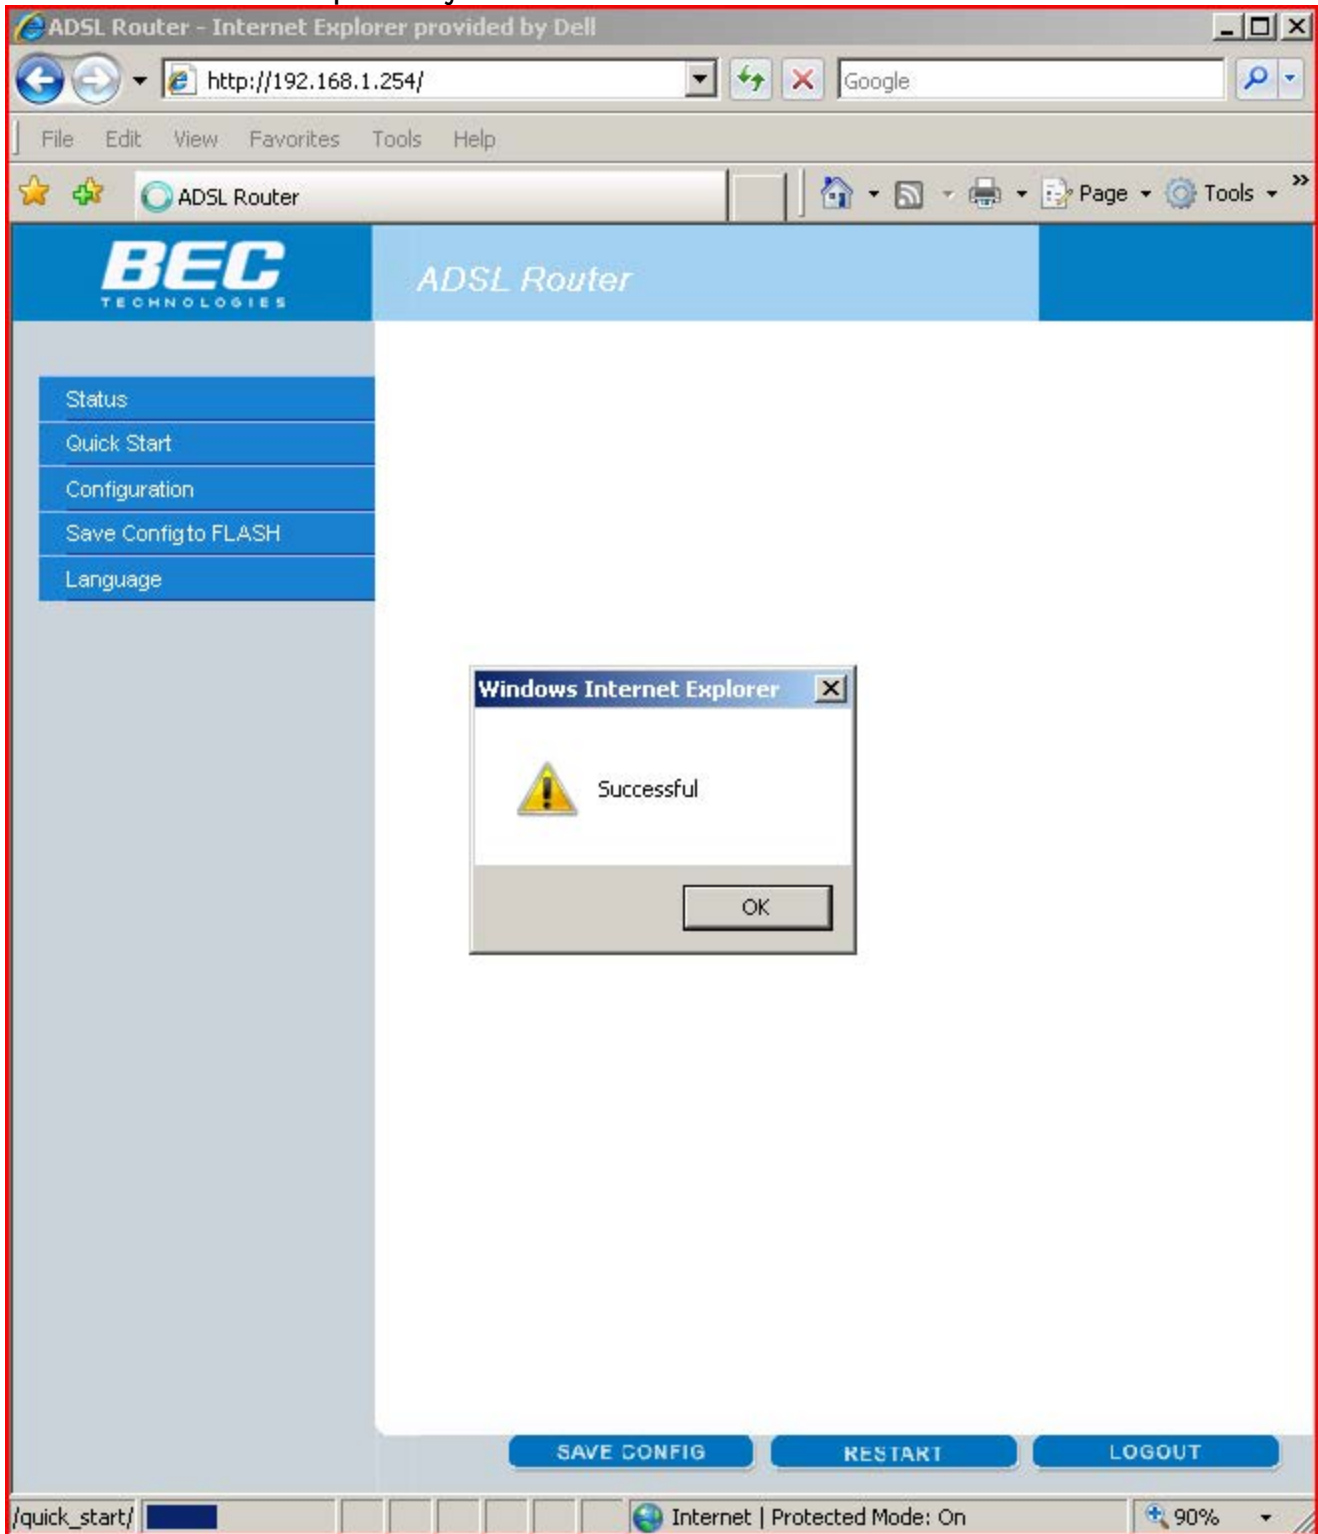 ADSL Router - Internet Explorer provided by Dell
http://192.168.1.254/
Google
File Edit View Favorites Tools Help
ADSL Router
Page
Tools
BEC
TECHNOLOGIES
ADSL Router
Status
Quick Start
Configuration
Save Config to FLASH
Language
Windows Internet Explorer
Successful
OK
SAVE CONFIG
RESTART
LOGOUT
/quick_start/
Internet | Protected Mode: On
90%